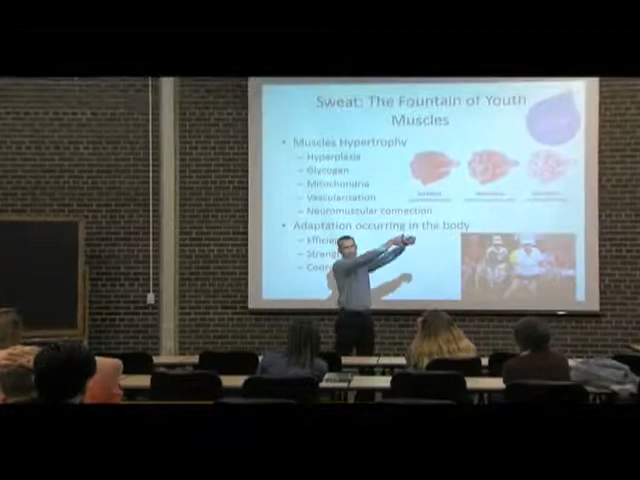 Sweat: The Fountain of Youth
Muscles
• Muscles Hypertrophy
– Hyperplasia
– Glycogen
– Mitochondria
– Vascularization
– Neuromuscular connection
• Adaptation occurring in the body